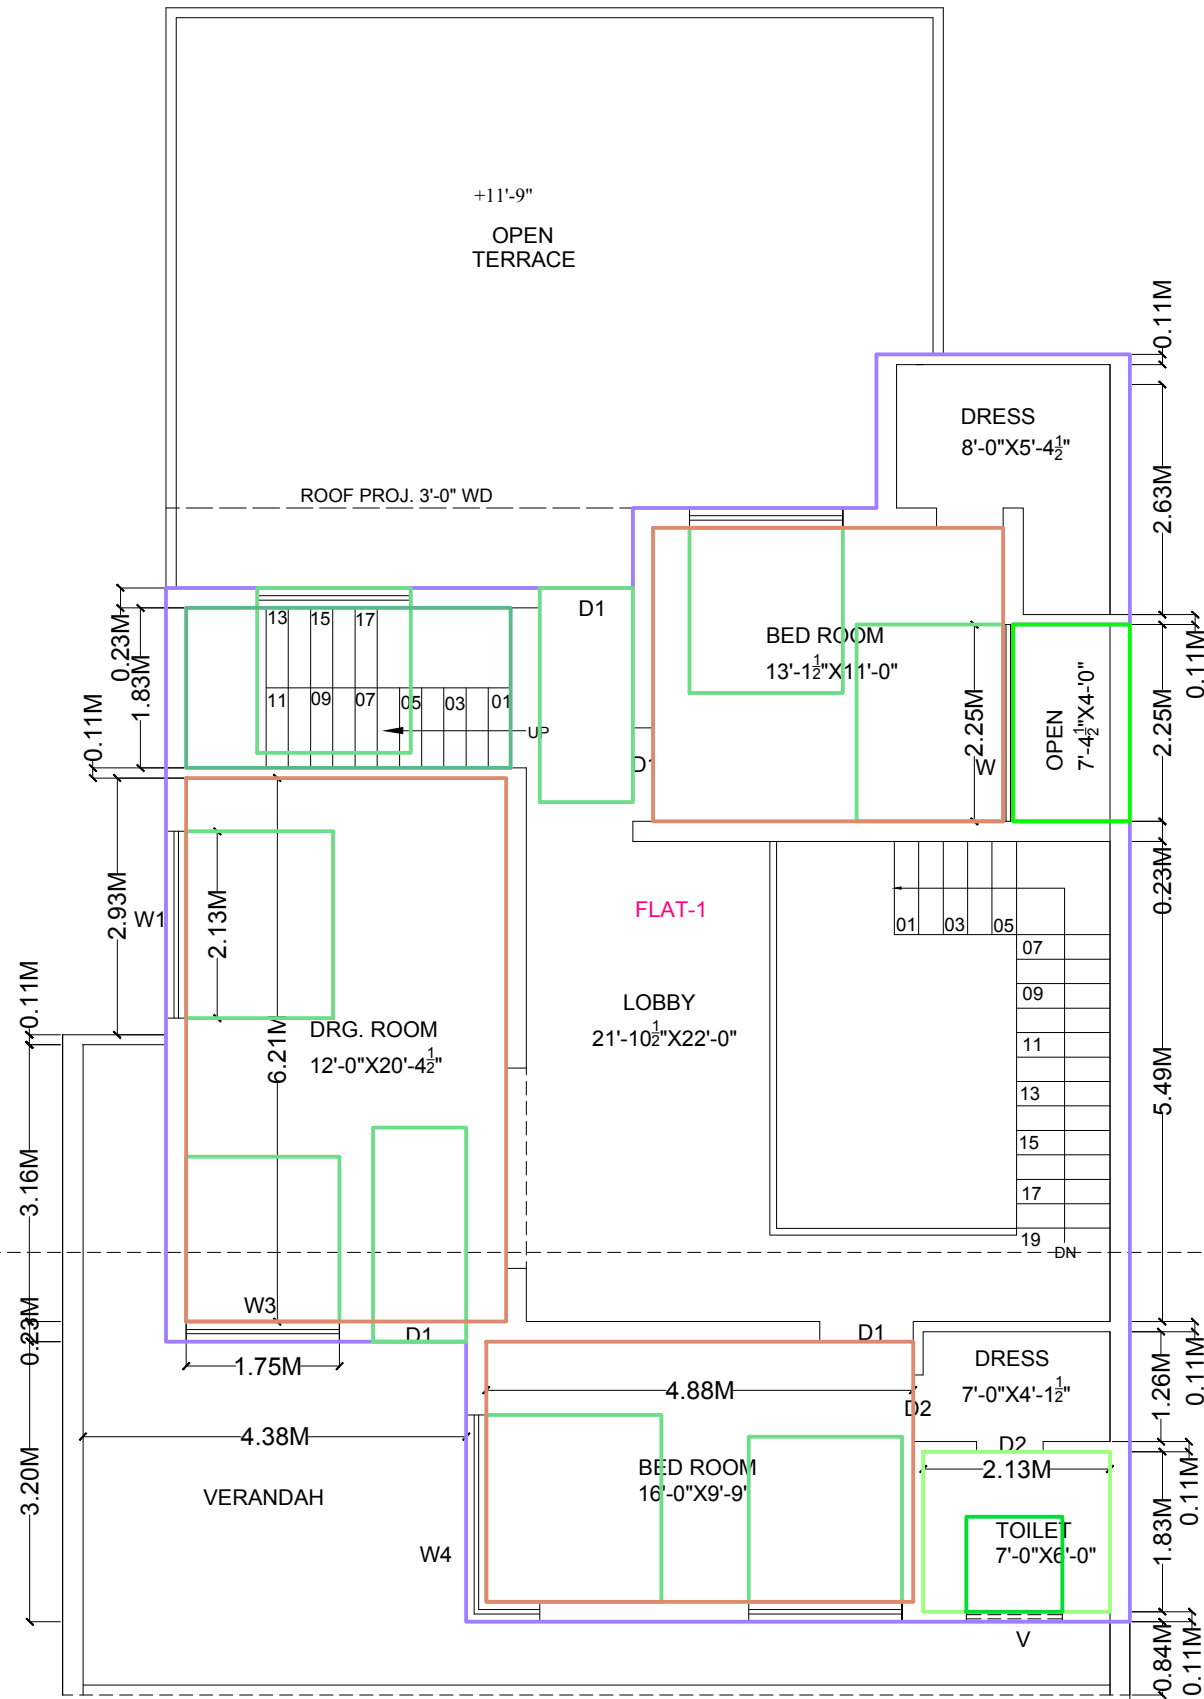 +11'-9"
OPEN
TERRACE
0.11M
DRESS
8'-0"X5'-4½"
ROOF PROJ. 3'-0" WD
2.63M
0.23M
1.83M
13
15
17
D1
BED ROOM
13'-1½"X11'-0"
0.11M
11
09
07
05
03
01
UP
0.11M
D1
2.25M
W
OPEN
7'-4½"X4-'0"
2.25M
2.93M
W1
2.13M
FLAT-1
01
03
05
0.23M
07
09
LOBBY
21'-10½"X22'-0"
0.11M
DRG. ROOM
12'-0"X20'-4½"
6.21M
11
13
15
17
19
DN
5.49M
3.16M
W3
0.23M
1.75M
D1
D1
DRESS
7'-0"X4'-1½"
0.11M
1.26M
4.88M
D2
4.38M
D2
2.13M
BED ROOM
16'-0"X9'-9'
0.11M
VERANDAH
3.20M
W4
TOILET
7'-0"X6'-0"
1.83M
V
0.84M
0.11M